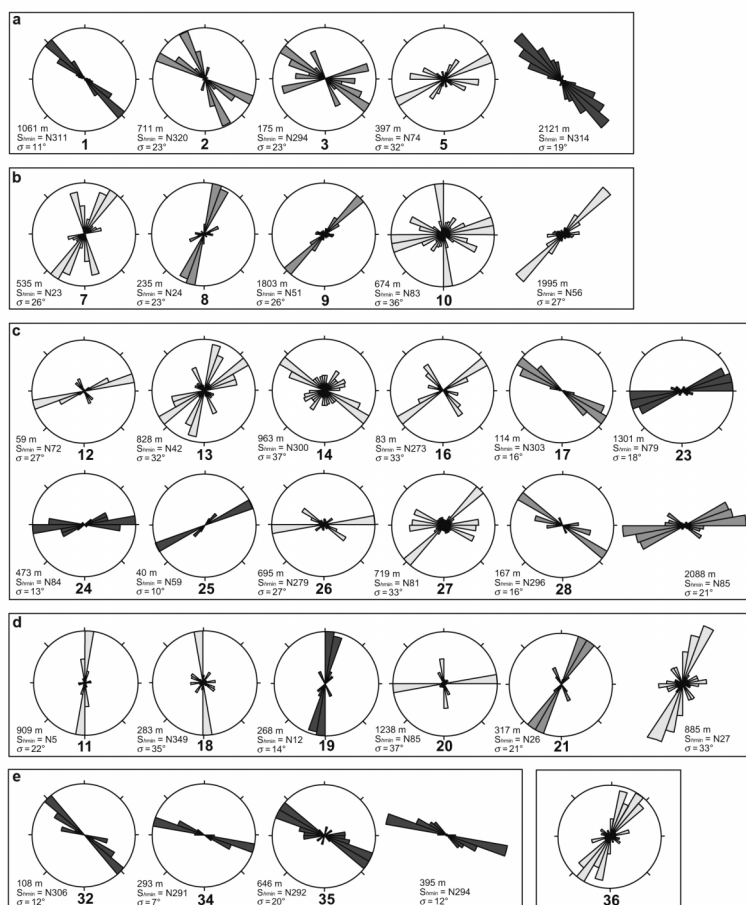 a
1061 m
Shmin = N311
σ = 11°
1
711 m
Shmin = N320
σ = 23°
2
175 m
Shmin = N294
σ = 23°
3
397 m
Shmin = N74
σ = 32°
5
2121 m
Shmin = N314
σ = 19°
b
535 m
Shmin = N23
σ = 26°
7
235 m
Shmin = N24
σ = 23°
8
1803 m
Shmin = N51
σ = 26°
9
674 m
Shmin = N83
σ = 36°
10
1995 m
Shmin = N56
σ = 27°
c
59 m
Shmin = N72
σ = 27°
12
828 m
Shmin = N42
σ = 32°
13
963 m
Shmin = N300
σ = 37°
14
83 m
Shmin = N273
σ = 33°
16
114 m
Shmin = N303
σ = 16°
17
1301 m
Shmin = N79
σ = 18°
23
473 m
Shmin = N84
σ = 13°
24
40 m
Shmin = N59
σ = 10°
25
695 m
Shmin = N279
σ = 27°
26
719 m
Shmin = N81
σ = 33°
27
167 m
Shmin = N296
σ = 16°
28
2088 m
Shmin = N85
σ = 21°
d
909 m
Shmin = N5
σ = 22°
11
283 m
Shmin = N349
σ = 35°
18
268 m
Shmin = N12
σ = 14°
19
1238 m
Shmin = N85
σ = 37°
20
317 m
Shmin = N26
σ = 21°
21
885 m
Shmin = N27
σ = 33°
e
108 m
Shmin = N306
σ = 12°
32
293 m
Shmin = N291
σ = 7°
34
646 m
Shmin = N292
σ = 20°
35
395 m
Shmin = N294
σ = 12°
36